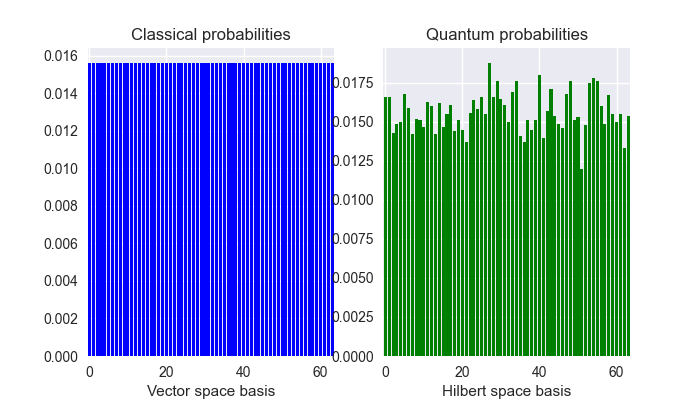 Classical probabilities
0.016
0.014
0.012
0.010
0.008
0.006
0.004
0.002
0.000
0 20 40 60
Vector space basis
Quantum probabilities
0.0175
0.0150
0.0125
0.0100
0.0075
0.0050
0.0025
0.0000
0 20 40 60
Hilbert space basis